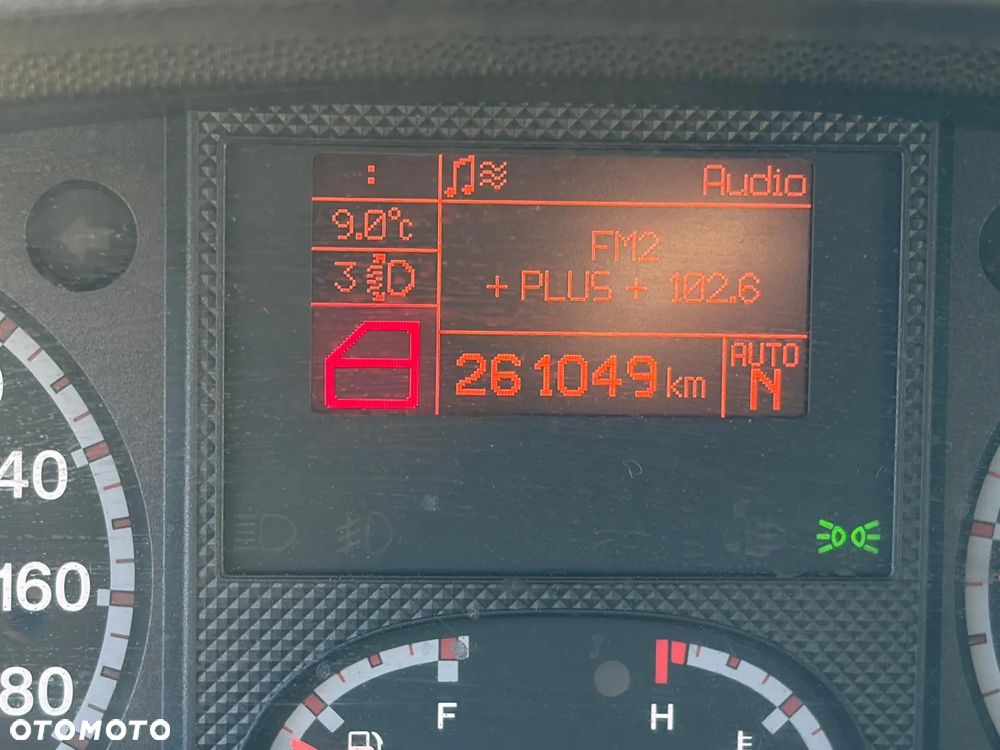 :
Audio
9.0°c
FM2
3
+ PLUS + 102.6
261049 km
AUTO
N
40
160
80
F
H
OTOMOTO